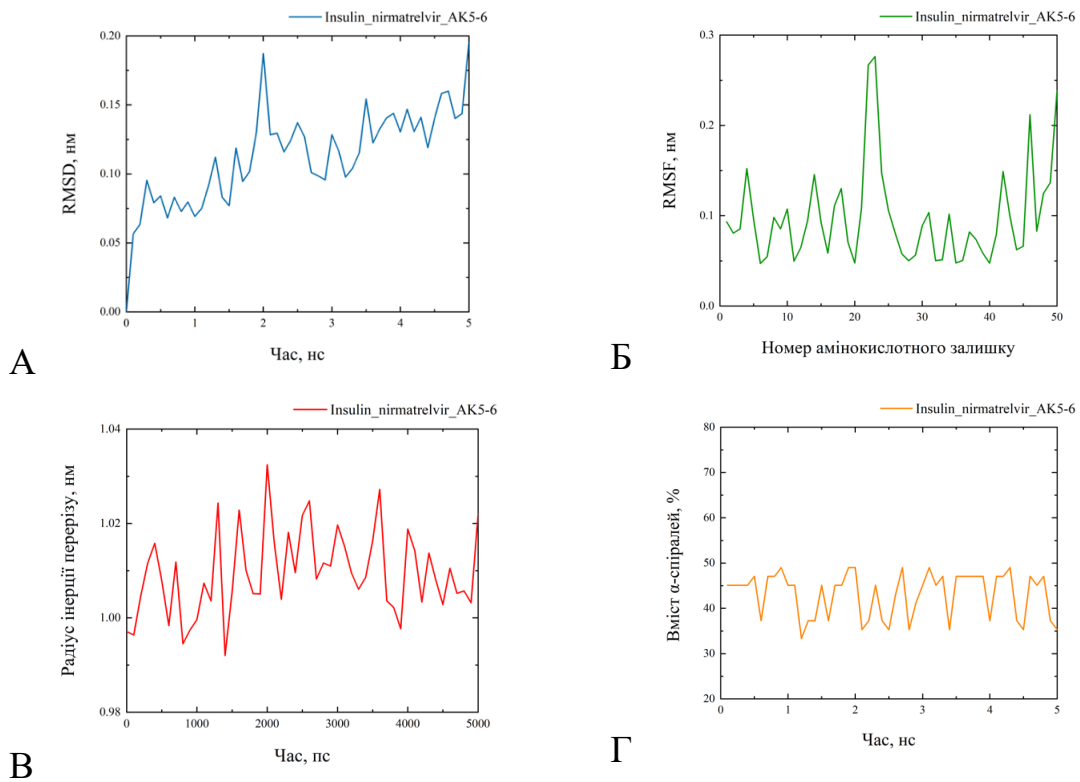 Insulin_nirmatrelvir_AK5-6
0.20
0.15
0.10
0.05
0.00
RMSD, нм
0 1 2 3 4 5
Час, нс
А
Insulin_nirmatrelvir_AK5-6
0.3
0.2
0.1
0.0
RMSF, нм
0 10 20 30 40 50
Номер амінокислотного залишку
Б
Insulin_nirmatrelvir_AK5-6
1.04
1.02
1.00
0.98
Радіус інерції перерізу, нм
0 1000 2000 3000 4000 5000
Час, пс
В
Insulin_nirmatrelvir_AK5-6
80
70
60
50
40
30
20
Вміст α-спіралей, %
0 1 2 3 4 5
Час, нс
Г